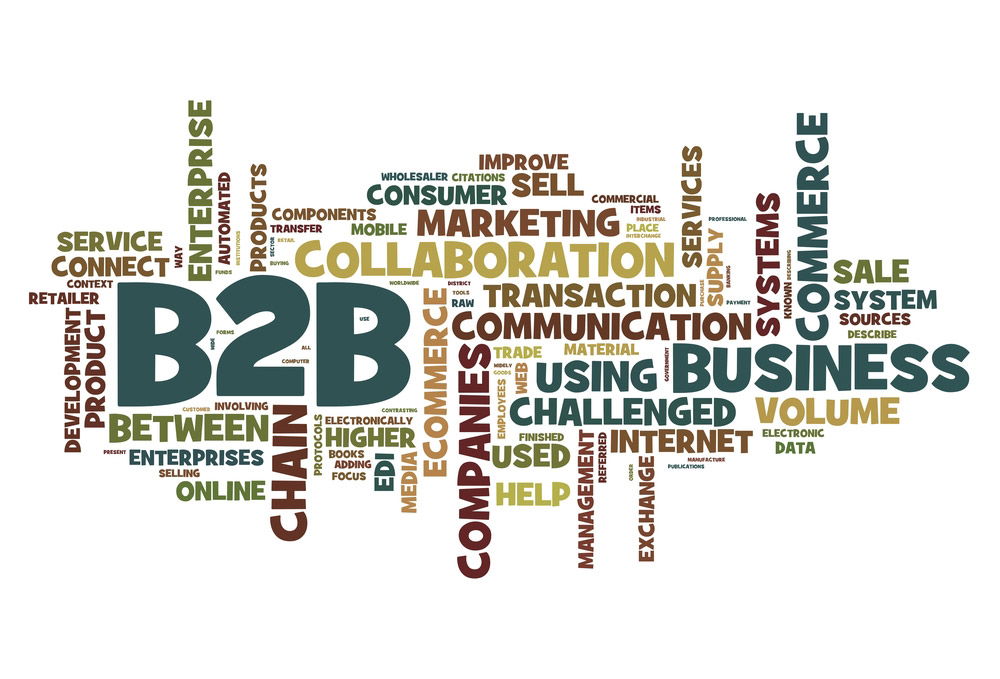 ENTERPRISE
COMMERCE
IMPROVE
WHOLESALER
CITATIONS
AUTOMATED
PRODUCTS
CONSUMER
SELL
SERVICES
COMMERCIAL
ITEMS
SYSTEMS
COMPONENTS
TRANSFER
MOBILE
MARKETING
INDUSTRIAL
PLACE
INTERCHANGE
PROFESSIONAL
SERVICE
WAY
INSTITUTIONS
SECTOR
RETAIL
COLLABORATION
SUPPLY
BANKING
KNOWN
DESCRIBING
SALE
CONNECT
FUNDS
BUYING
CONTEXT
WORLDWIDE
DISTRICT
TOOLS
RAW
TRANSACTION
PURCHASE
PAYMENT
SYSTEM
RETAILER
B2B
ECOMMERCE
COMMUNICATION
SOURCES
DESCRIBE
DEVELOPMENT
PRODUCT
FORMS
WIDE
USE
ALL
COMPUTER
COMPANIES
TRADE
MATERIAL
WIDELY
GOODS
WEB
USING
GOVERNMENT
BUSINESS
CUSTOMER
INVOLVING
CONTRASTING
EMPLOYEES
CHALLENGED
VOLUME
BETWEEN
CHAIN
PROTOCOLS
ELECTRONICALLY
HIGHER
FINISHED
INTERNET
ELECTRONIC
DATA
PRESENT
ENTERPRISES
BOOKS
ADDING
FOCUS
EDI
MEDIA
USED
MANAGEMENT
REFERRED
ORDER
EXCHANGE
MANUFACTURE
PUBLICATIONS
SELLING
ONLINE
HELP